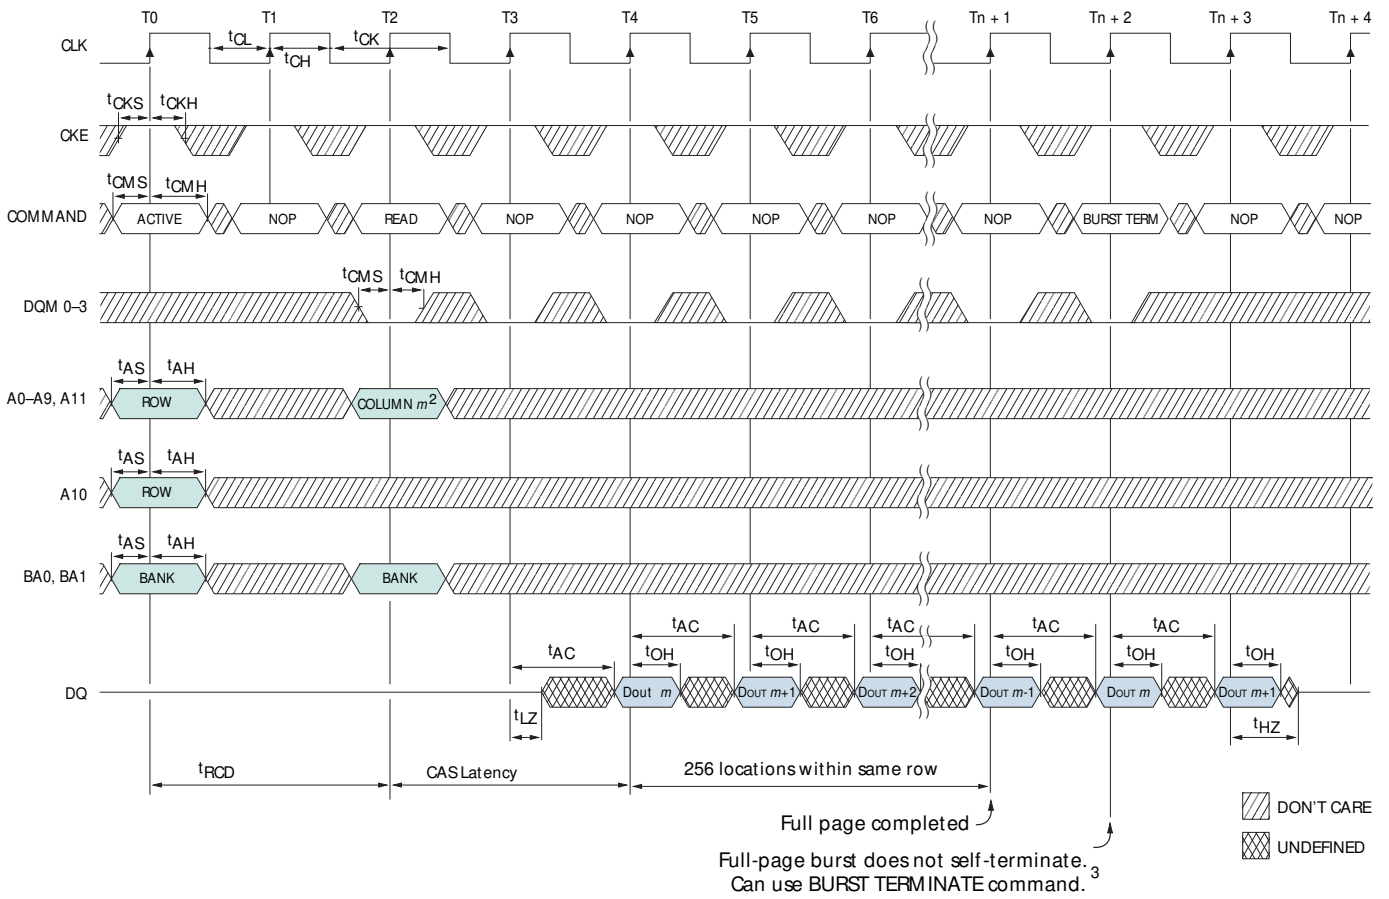 T0 T1 T2 T3 T4 T5 T6 Tn + 1 Tn + 2 Tn + 3 Tn + 4
CLK
tCL tCK
tCH
tCKS tCKH
CKE
tCMS tCMH
COMMAND ACTIVE NOP READ NOP NOP NOP NOP NOP BURST TERM NOP NOP
tCMS tCMH
DQM 0–3
tAS tAH
A0–A9, A11 ROW COLUMN m2
tAS tAH
A10 ROW
tAS tAH
BA0, BA1 BANK BANK
tAC tAC tAC tAC tAC
tAC tOH tOH tOH tOH tOH tOH
DQ DOUT m DOUT m+1 DOUT m+2 DOUT m-1 DOUT m DOUT m+1
tLZ tHZ
tRCD CAS Latency 256 locations within same row
Full page completed
Full-page burst does not self-terminate. 3
Can use BURST TERMINATE command.
DON'T CARE
UNDEFINED